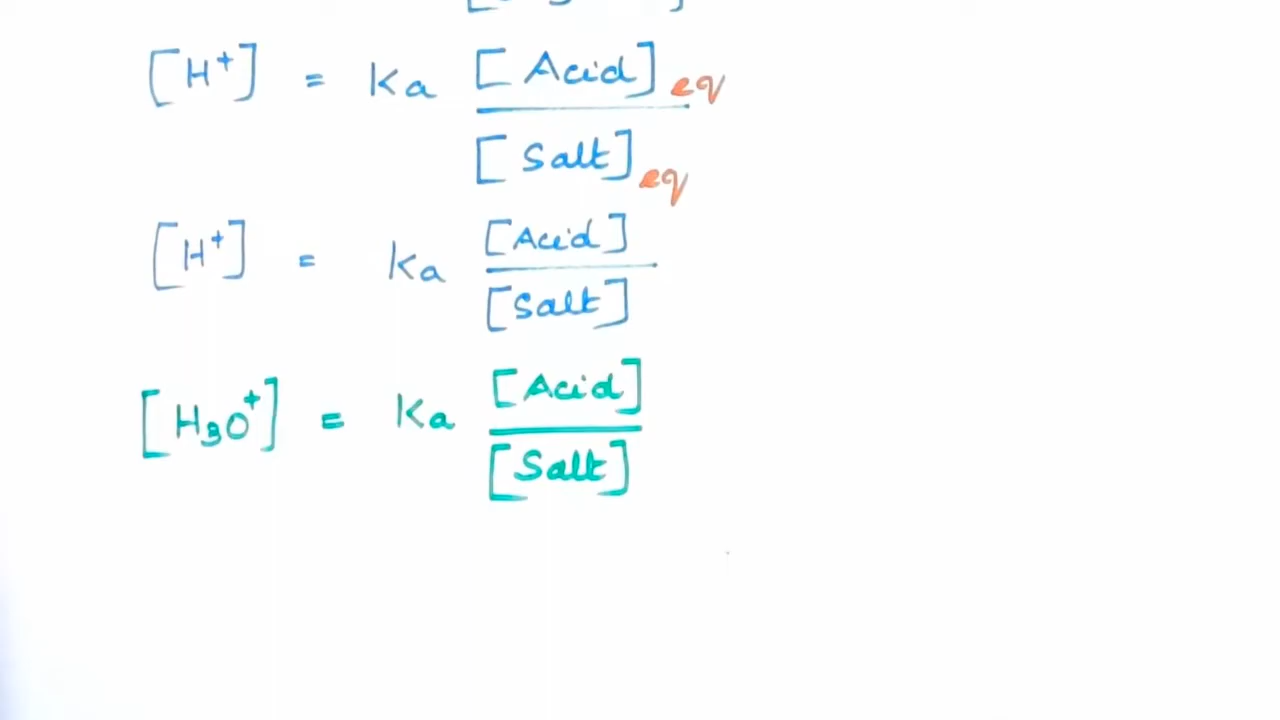 [H⁺] = Ka [Acid]eq
[Salt]eq
[H⁺] = Ka [Acid]
[Salt]
[H₃O⁺] = Ka [Acid]
[Salt]